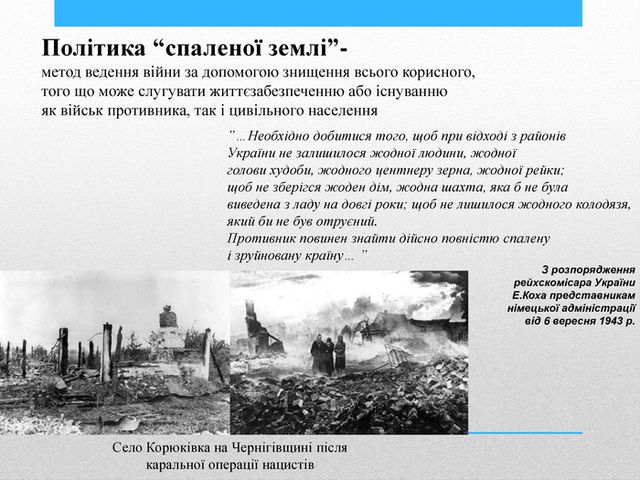 Політика “спаленої землі”-
метод ведення війни за допомогою знищення всього корисного,
того що може слугувати життєзабезпеченню або існуванню
як військ противника, так і цивільного населення
”…Необхідно добитися того, щоб при відході з районів
України не залишилося жодної людини, жодної
голови худоби, жодного центнеру зерна, жодної рейки;
щоб не зберігся жоден дім, жодна шахта, яка б не була
виведена з ладу на довгі роки; щоб не лишилося жодного колодязя,
який би не був отруєний.
Противник повинен знайти дійсно повністю спалену
і зруйновану країну… ”
З розпорядження
рейхскомісара України
Е.Коха представникам
німецької адміністрації
від 6 вересня 1943 р.
Село Корюківка на Чернігівщині після
каральної операції нацистів